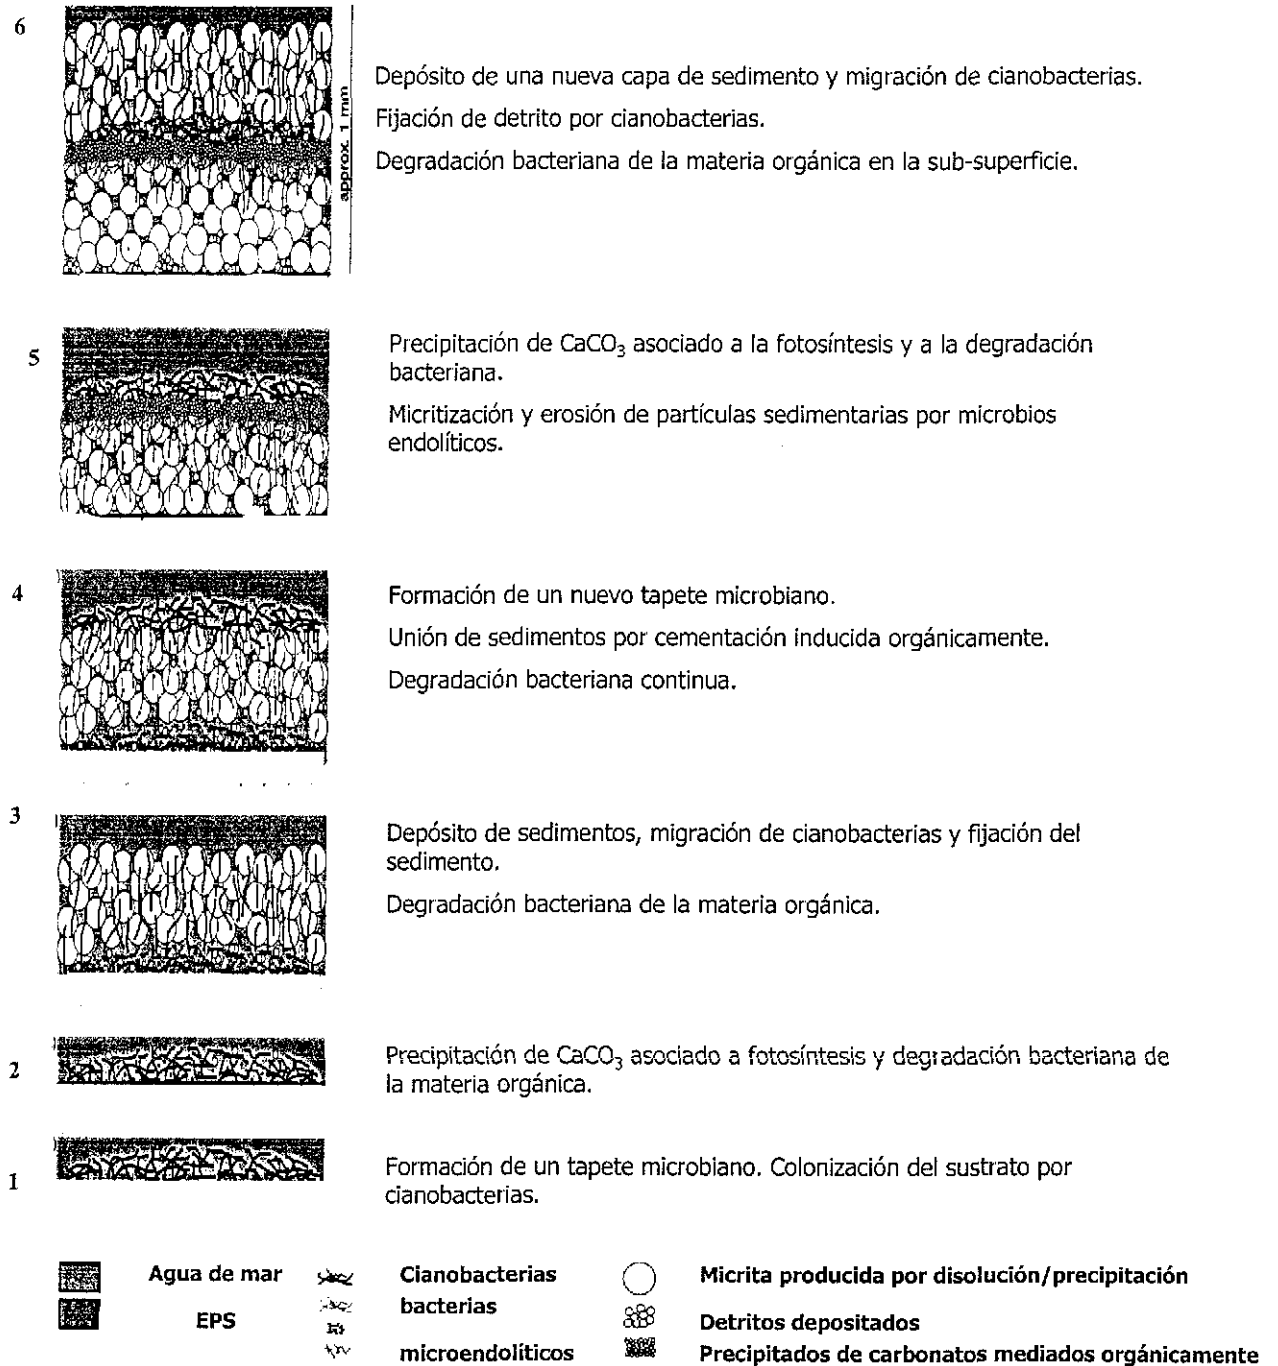 6
Depósito de una nueva capa de sedimento y migración de cianobacterias.
Fijación de detrito por cianobacterias.
Degradación bacteriana de la materia orgánica en la sub-superficie.
approx. 1 mm
5
Precipitación de CaCO₃ asociado a la fotosíntesis y a la degradación
bacteriana.
Micritización y erosión de partículas sedimentarias por microbios
endolíticos.
4
Formación de un nuevo tapete microbiano.
Unión de sedimentos por cementación inducida orgánicamente.
Degradación bacteriana continua.
3
Depósito de sedimentos, migración de cianobacterias y fijación del
sedimento.
Degradación bacteriana de la materia orgánica.
2
Precipitación de CaCO₃ asociado a fotosíntesis y degradación bacteriana de
la materia orgánica.
1
Formación de un tapete microbiano. Colonización del sustrato por
cianobacterias.
Agua de mar
EPS
Cianobacterias
bacterias
microendolíticos
Micrita producida por disolución/precipitación
Detritos depositados
Precipitados de carbonatos mediados orgánicamente